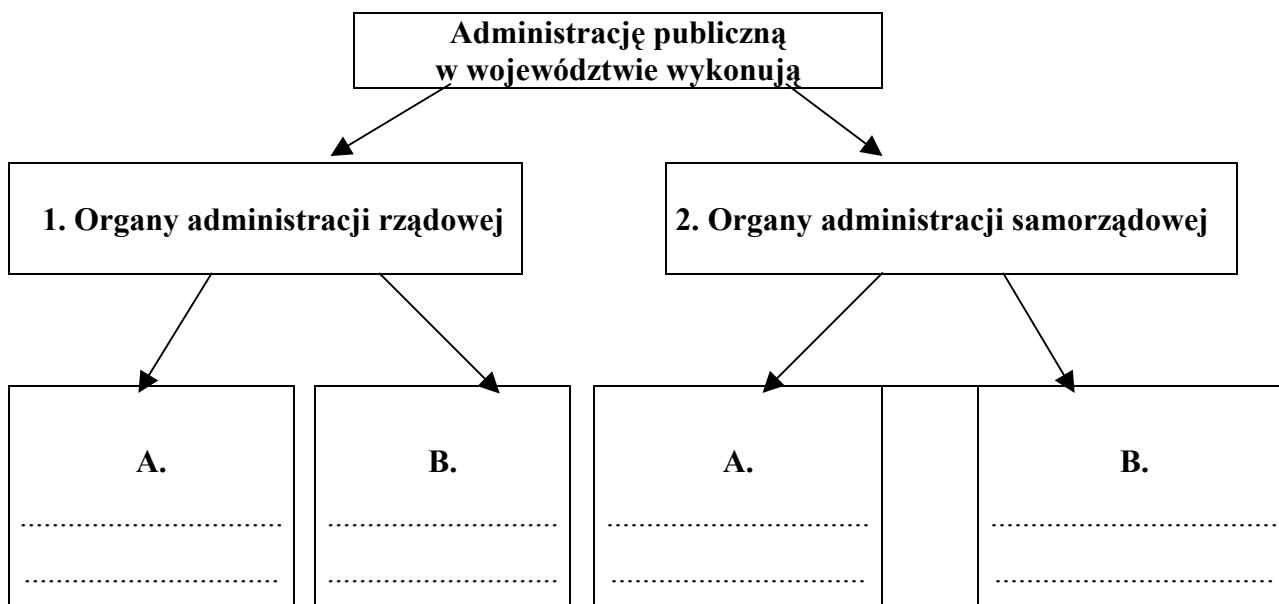 Administrację publiczną
w województwie wykonują
1. Organy administracji rządowej
2. Organy administracji samorządowej
A.
.................................
.................................
B.
.............................
.............................
A.
.................................
.................................
B.
....................................
....................................